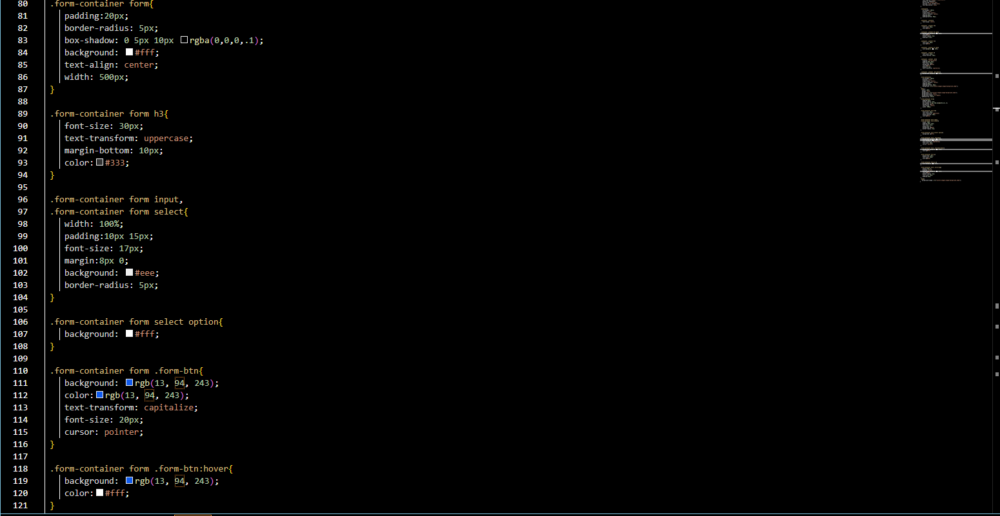 80 .form-container form{
81 padding:20px;
82 border-radius: 5px;
83 box-shadow: 0 5px 10px rgba(0,0,0,.1);
84 background: #fff;
85 text-align: center;
86 width: 500px;
87 }
88
89 .form-container form h3{
90 font-size: 30px;
91 text-transform: uppercase;
92 margin-bottom: 10px;
93 color: #333;
94 }
95
96 .form-container form input,
97 .form-container form select{
98 width: 100%;
99 padding:10px 15px;
100 font-size: 17px;
101 margin:8px 0;
102 background: #eee;
103 border-radius: 5px;
104 }
105
106 .form-container form select option{
107 background: #fff;
108 }
109
110 .form-container form .form-btn{
111 background: rgb(13, 94, 243);
112 color: rgb(13, 94, 243);
113 text-transform: capitalize;
114 font-size: 20px;
115 cursor: pointer;
116 }
117
118 .form-container form .form-btn:hover{
119 background: rgb(13, 94, 243);
120 color: #fff;
121 }